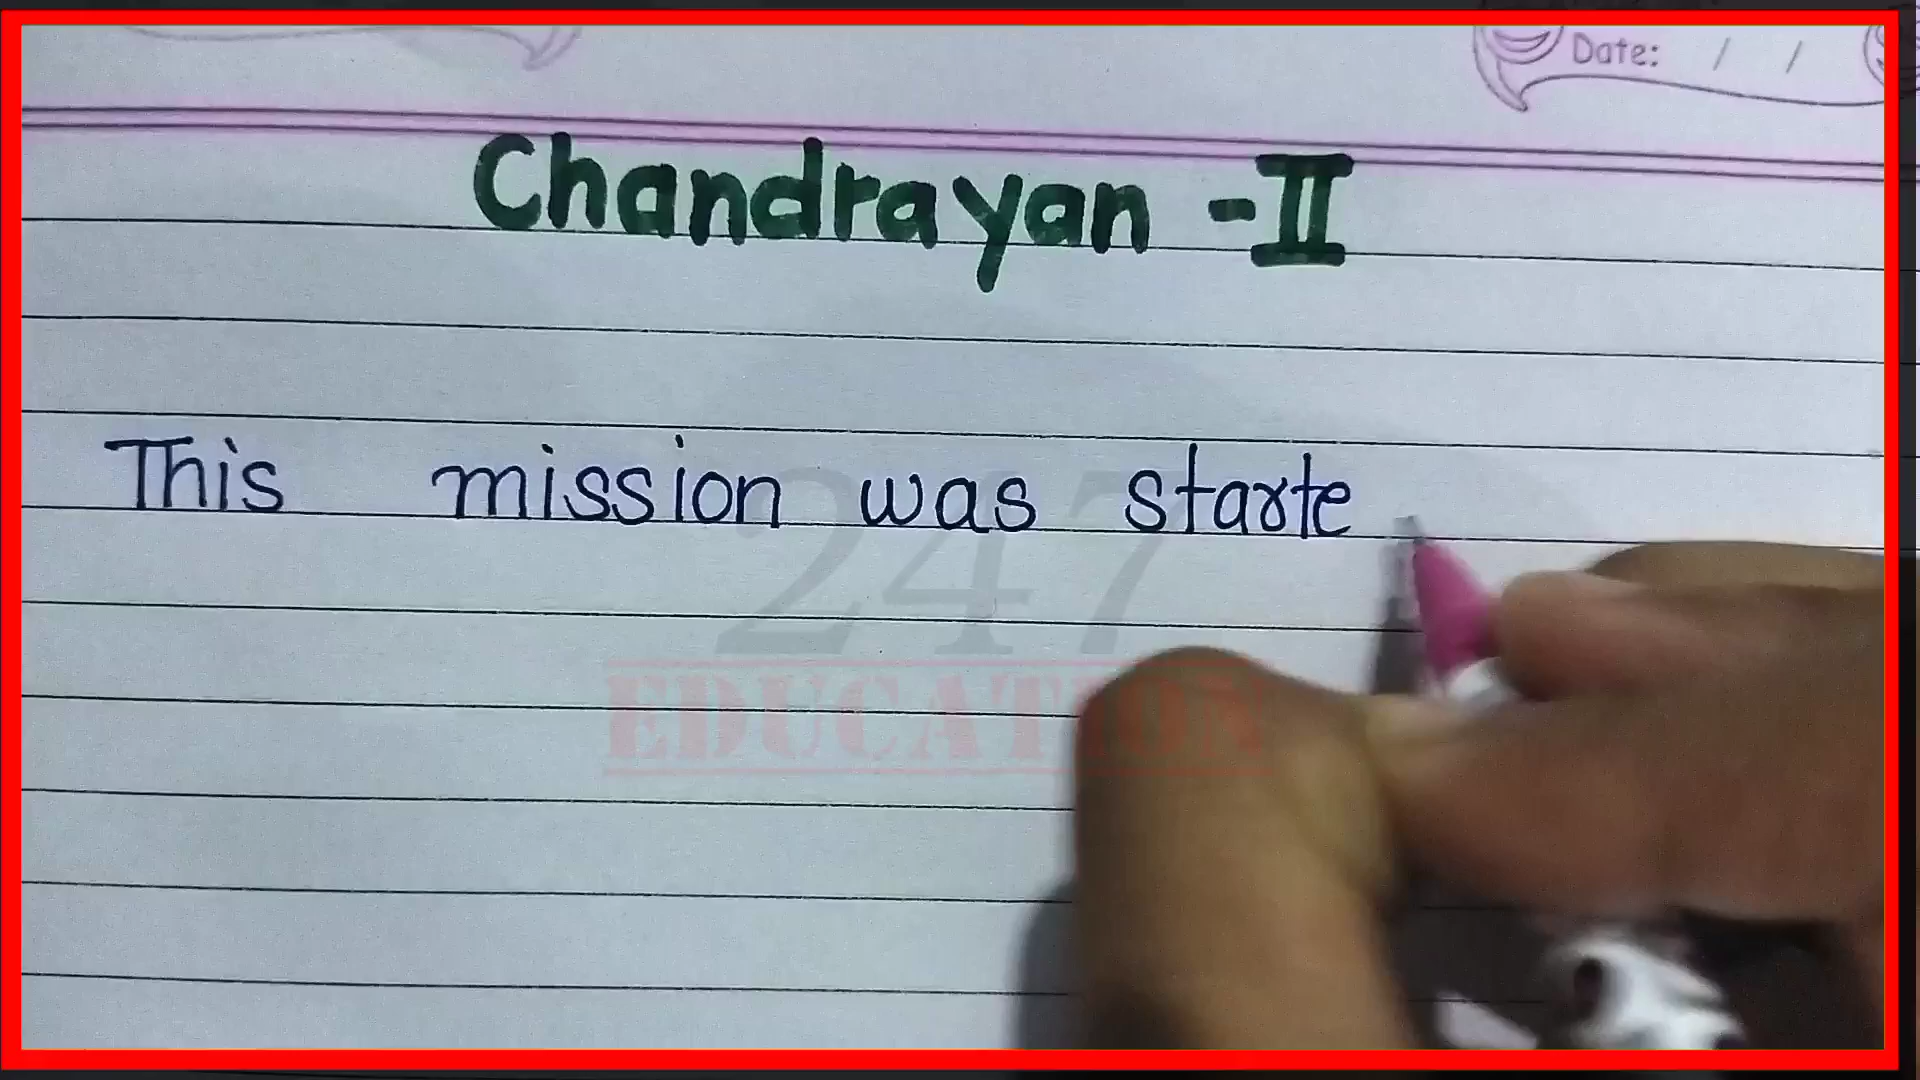 Date: / /
Chandrayan - II
This mission was starte
247
EDUCATION